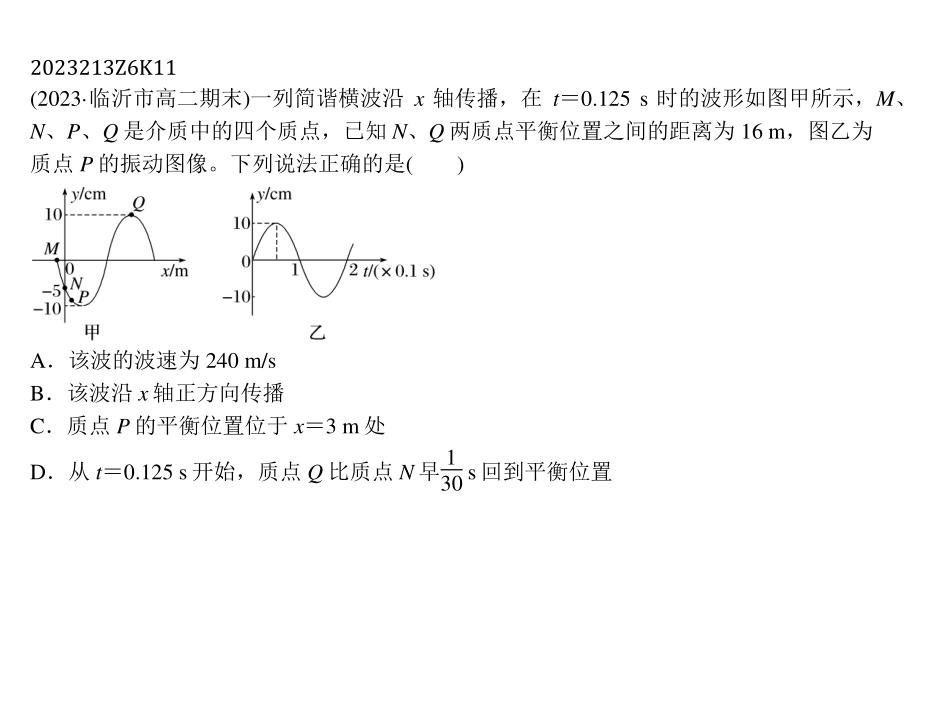 2023213Z6K11
(2023·临沂市高二期末)一列简谐横波沿 x 轴传播，在 t＝0.125 s 时的波形如图甲所示，M、
N、P、Q 是介质中的四个质点，已知 N、Q 两质点平衡位置之间的距离为 16 m，图乙为
质点 P 的振动图像。下列说法正确的是(　　)
y/cm
10
Q
M
0
x/m
N
－5
P
－10
甲
y/cm
10
0
1
2 t/(×0.1 s)
－10
乙
A．该波的波速为 240 m/s
B．该波沿 x 轴正方向传播
C．质点 P 的平衡位置位于 x＝3 m 处
D．从 t＝0.125 s 开始，质点 Q 比质点 N 早1/30 s 回到平衡位置